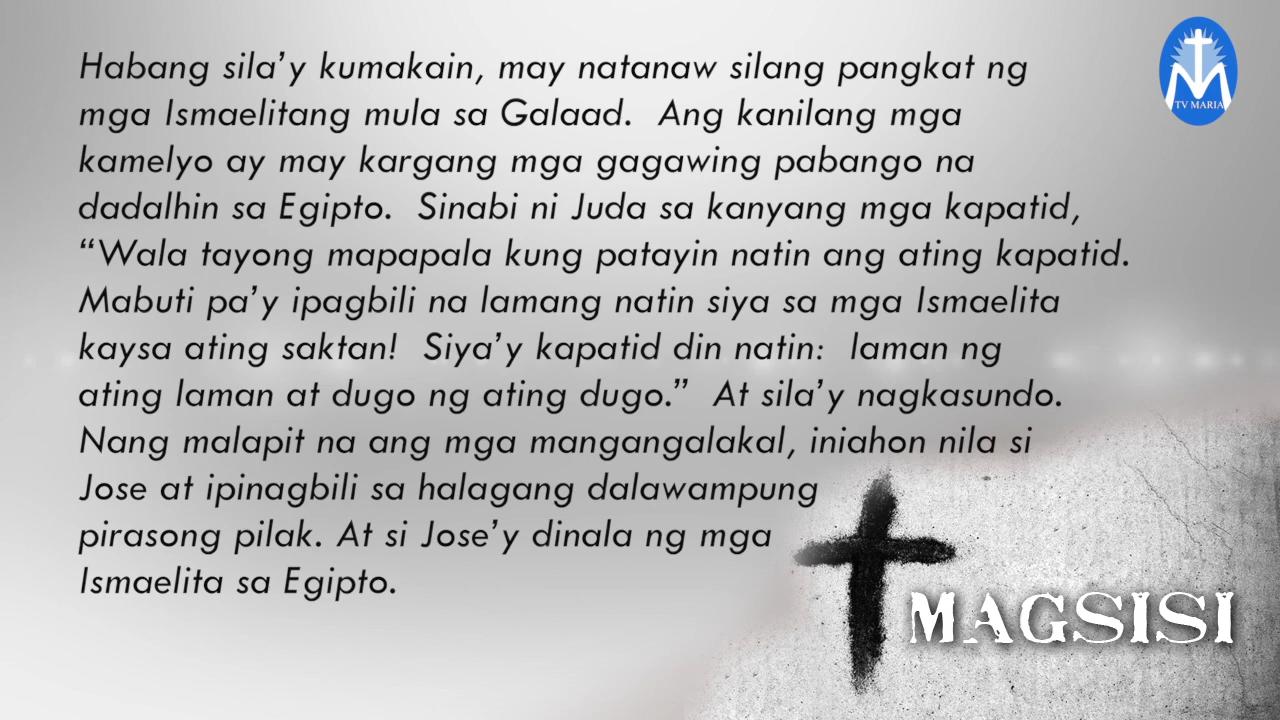 Habang sila’y kumakain, may natanaw silang pangkat ng
mga Ismaelitang mula sa Galaad.  Ang kanilang mga
kamelyo ay may kargang mga gagawing pabango na
dadalhin sa Egipto.  Sinabi ni Juda sa kanyang mga kapatid,
“Wala tayong mapapala kung patayin natin ang ating kapatid.
Mabuti pa’y ipagbili na lamang natin siya sa mga Ismaelita
kaysa ating saktan!  Siya’y kapatid din natin:  laman ng
ating laman at dugo ng ating dugo.”  At sila’y nagkasundo.
Nang malapit na ang mga mangangalakal, iniahon nila si
Jose at ipinagbili sa halagang dalawampung
pirasong pilak. At si Jose’y dinala ng mga
Ismaelita sa Egipto.
TV MARIA
MAGSISI